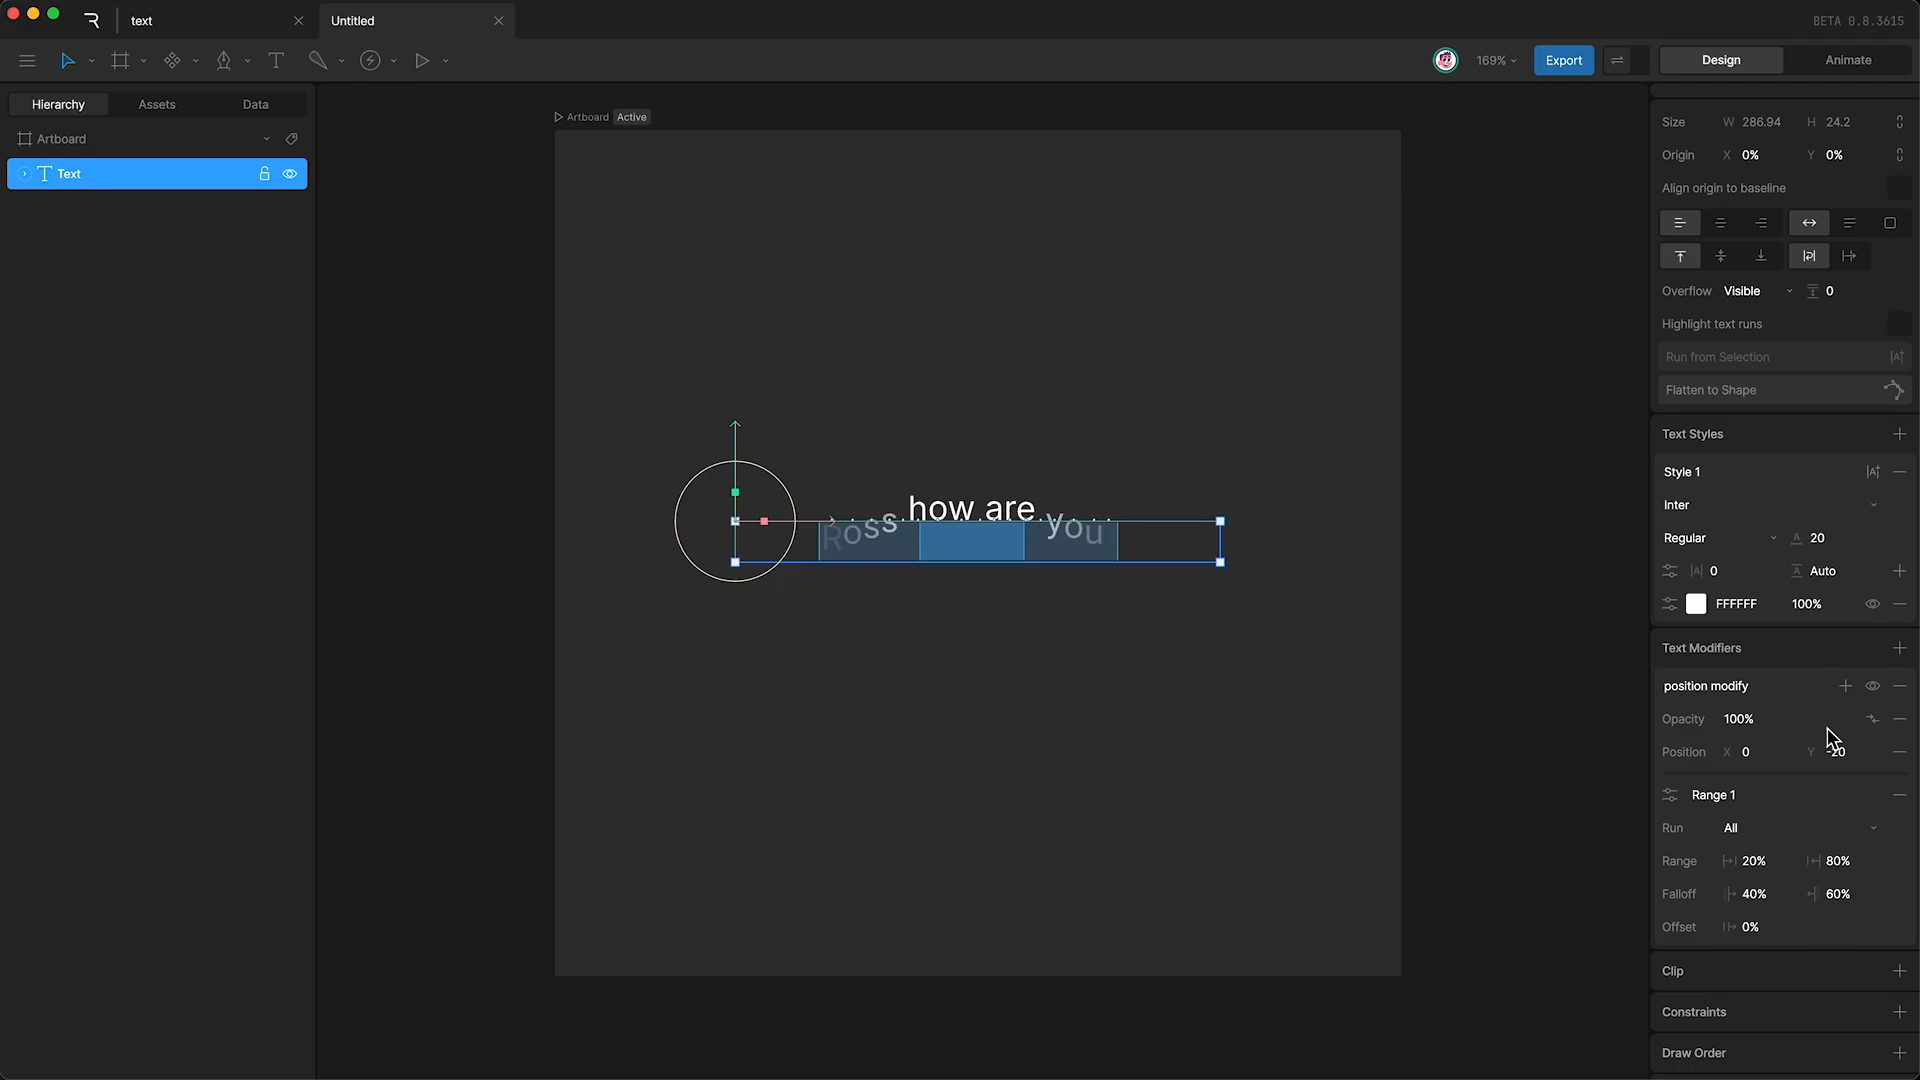 text
Untitled
BETA 0.8.3615
169%
Export
Design
Animate
Hierarchy
Assets
Data
Artboard
Text
Artboard
Active
Ross how are you
Size W 286.94 H 24.2
Origin X 0% Y 0%
Align origin to baseline
Overflow Visible 0
Highlight text runs
Run from Selection
Flatten to Shape
Text Styles
Style 1
Inter
Regular 20
0 Auto
FFFFFF 100%
Text Modifiers
position modify
Opacity 100%
Position X 0 Y -20
Range 1
Run All
Range 20% 80%
Falloff 40% 60%
Offset 0%
Clip
Constraints
Draw Order